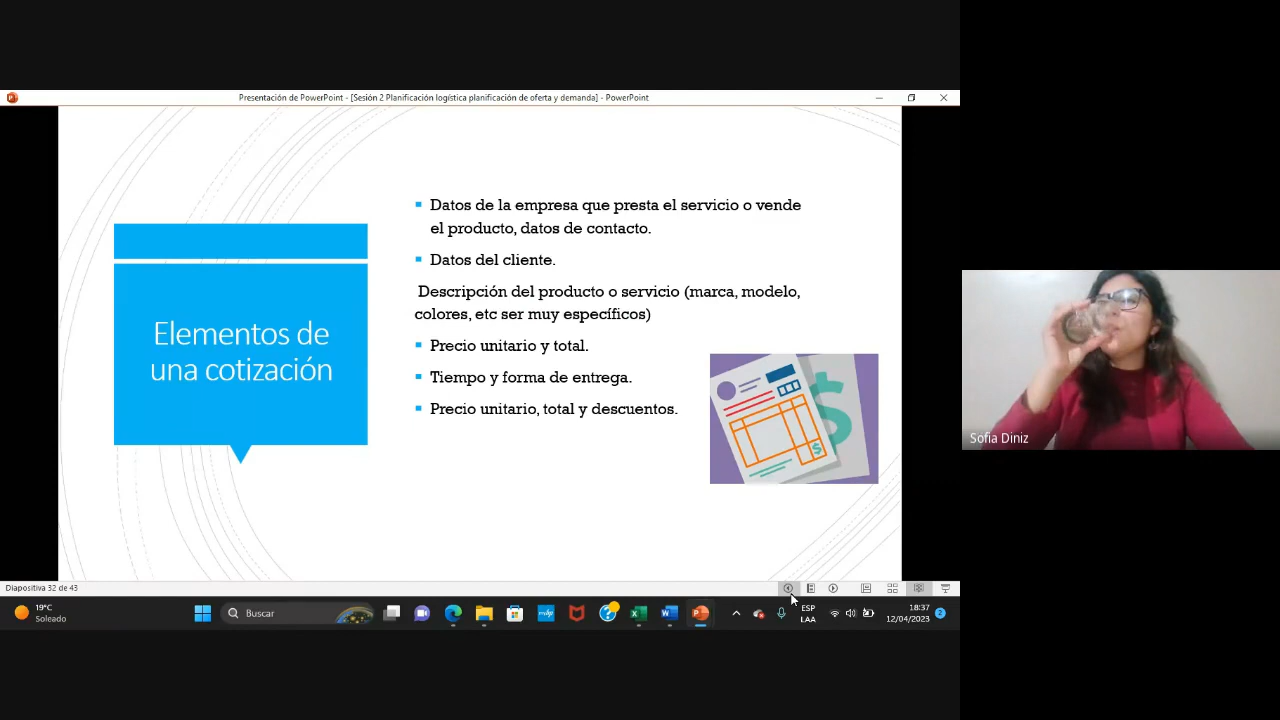 Presentación de PowerPoint - [Sesión 2 Planificación logística planificación de oferta y demanda] - PowerPoint
Elementos de
una cotización
Datos de la empresa que presta el servicio o vende
el producto, datos de contacto.
Datos del cliente.
Descripción del producto o servicio (marca, modelo,
colores, etc ser muy específicos)
Precio unitario y total.
Tiempo y forma de entrega.
Precio unitario, total y descuentos.
$
$
Sofia Diniz
Diapositiva 32 de 43
19°C
Soleado
Buscar
ESP
LAA
18:37
12/04/2023
2